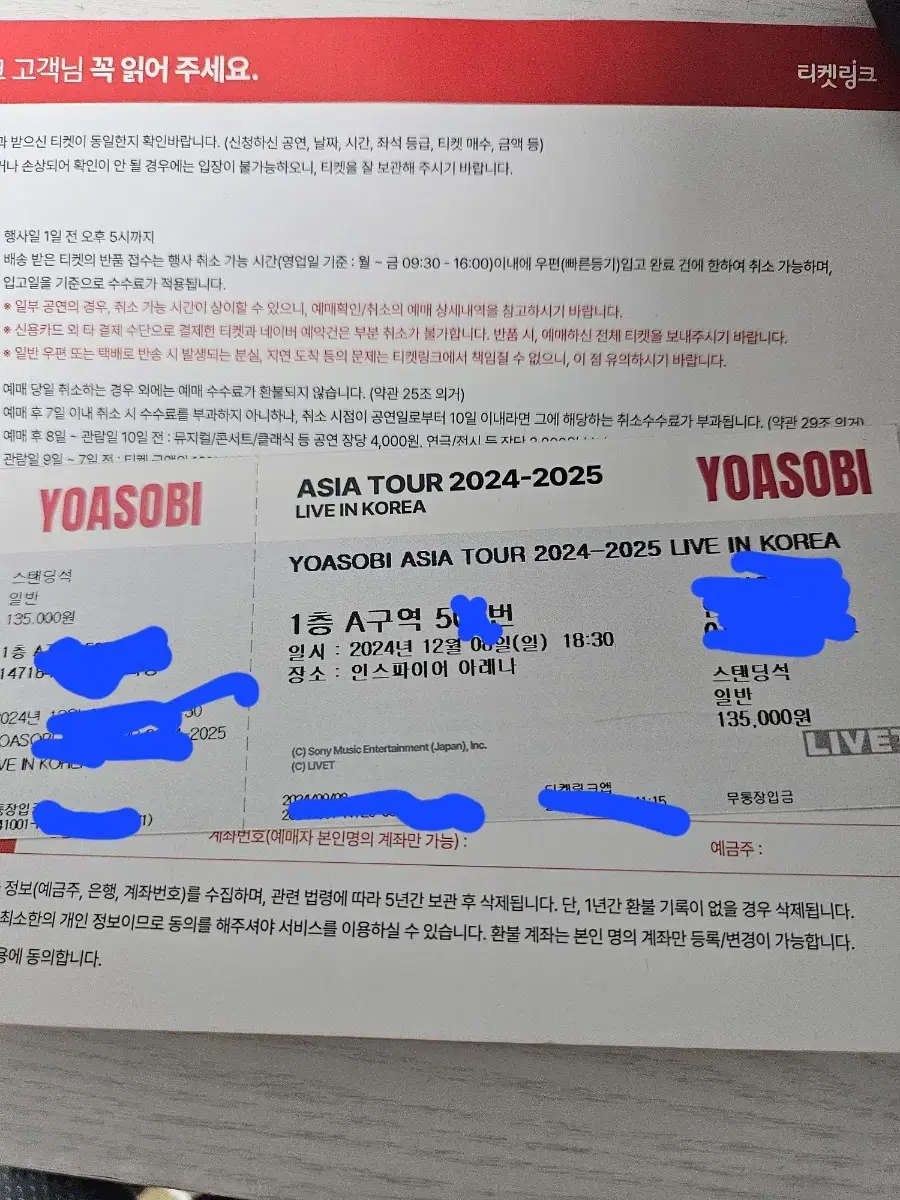 고객님 꼭 읽어 주세요.
티켓링크
받으신 티켓이 동일한지 확인바랍니다. (신청하신 공연, 날짜, 시간, 좌석 등급, 티켓 매수, 금액 등)
손상되어 확인이 안 될 경우에는 입장이 불가능하오니, 티켓을 잘 보관해 주시기 바랍니다.
행사일 1일 전 오후 5시까지
배송 받은 티켓의 반품 접수는 행사 취소 가능 시간(영업일 기준 : 월 ~ 금 09:30 - 16:00)이내에 우편(빠른등기)입고 완료 건에 한하여 취소 가능하며,
입고일을 기준으로 수수료가 적용됩니다.
* 일부 공연의 경우, 취소 가능 시간이 상이할 수 있으니, 예매확인/취소의 예매 상세내역을 참고하시기 바랍니다.
* 신용카드 외 타 결제 수단으로 결제한 티켓과 네이버 예약건은 부분 취소가 불가합니다. 반품 시, 예매하신 전체 티켓을 보내주시기 바랍니다.
* 일반 우편 또는 택배로 반송 시 발생되는 분실, 지연 도착 등의 문제는 티켓링크에서 책임질 수 없으니, 이 점 유의하시기 바랍니다.
예매 당일 취소하는 경우 외에는 예매 수수료가 환불되지 않습니다. (약관 25조 의거)
예매 후 7일 이내 취소 시 수수료를 부과하지 아니하나, 취소 시점이 공연일로부터 10일 이내라면 그에 해당하는 취소수수료가 부과됩니다. (약관 29조 의거)
예매 후 8일 ~ 관람일 10일 전 : 뮤지컬/콘서트/클래식 등 공연 장당 4,000원, 연극/전시 등 장당
관람일 9일 ~ 7일 전 : 티켓
YOASOBI
스탠딩석
일반
135,000원
1층
14718
YOASOBI
-2025
ASIA TOUR 2024-2025
LIVE IN KOREA
YOASOBI
YOASOBI ASIA TOUR 2024-2025 LIVE IN KOREA
1층 A구역 5 번
일시 : 2024년 12월 08일(일) 18:30
장소 : 인스파이어 아레나
스탠딩석
일반
135,000원
(C) Sony Music Entertainment (Japan), Inc.
(C) LIVET
LIVET
티켓링크앱
무통장입금
계좌번호(예매자 본인명의 계좌만 가능) :
예금주 :
정보(예금주, 은행, 계좌번호)를 수집하며, 관련 법령에 따라 5년간 보관 후 삭제됩니다. 단, 1년간 환불 기록이 없을 경우 삭제됩니다.
최소한의 개인 정보이므로 동의를 해주셔야 서비스를 이용하실 수 있습니다. 환불 계좌는 본인 명의 계좌만 등록/변경이 가능합니다.
에 동의합니다.